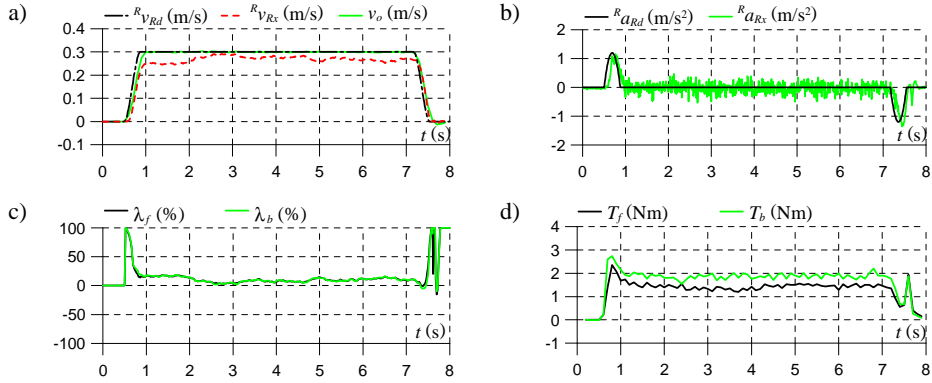 a) ᴿv_Rd (m/s) ᴿv_Rx (m/s) v_o (m/s)
0.4
0.3
0.2
0.1
0
-0.1
t (s)
0 1 2 3 4 5 6 7 8
b) ᴿa_Rd (m/s²) ᴿa_Rx (m/s²)
2
1
0
-1
-2
t (s)
0 1 2 3 4 5 6 7 8
c) λ_f (%) λ_b (%)
100
50
0
-50
-100
t (s)
0 1 2 3 4 5 6 7 8
d) T_f (Nm) T_b (Nm)
4
3
2
1
0
-1
t (s)
0 1 2 3 4 5 6 7 8